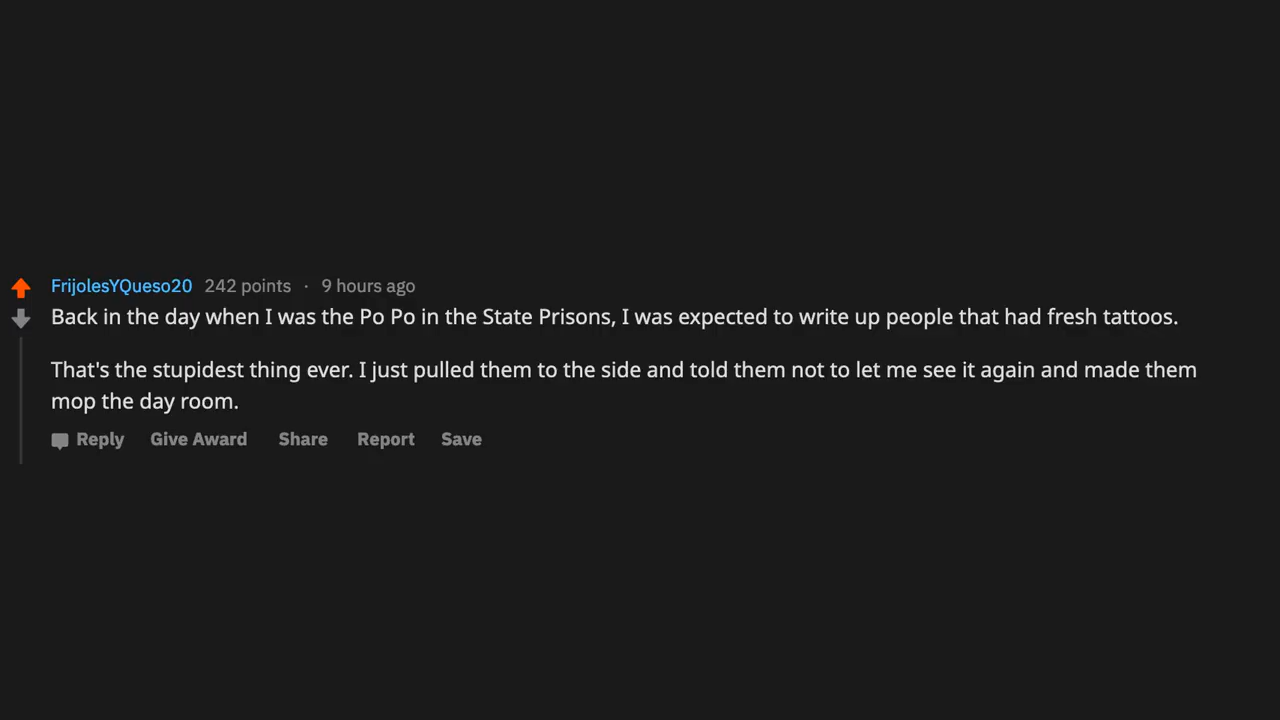 FrijolesYQueso20 242 points · 9 hours ago
Back in the day when I was the Po Po in the State Prisons, I was expected to write up people that had fresh tattoos.
That's the stupidest thing ever. I just pulled them to the side and told them not to let me see it again and made them
mop the day room.
Reply Give Award Share Report Save